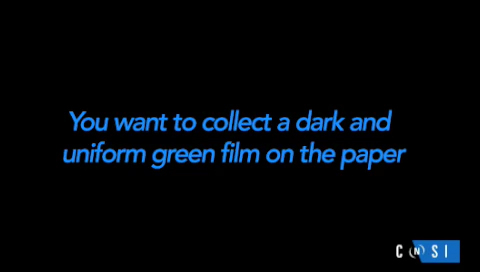 You want to collect a dark and
uniform green film on the paper
CNSI